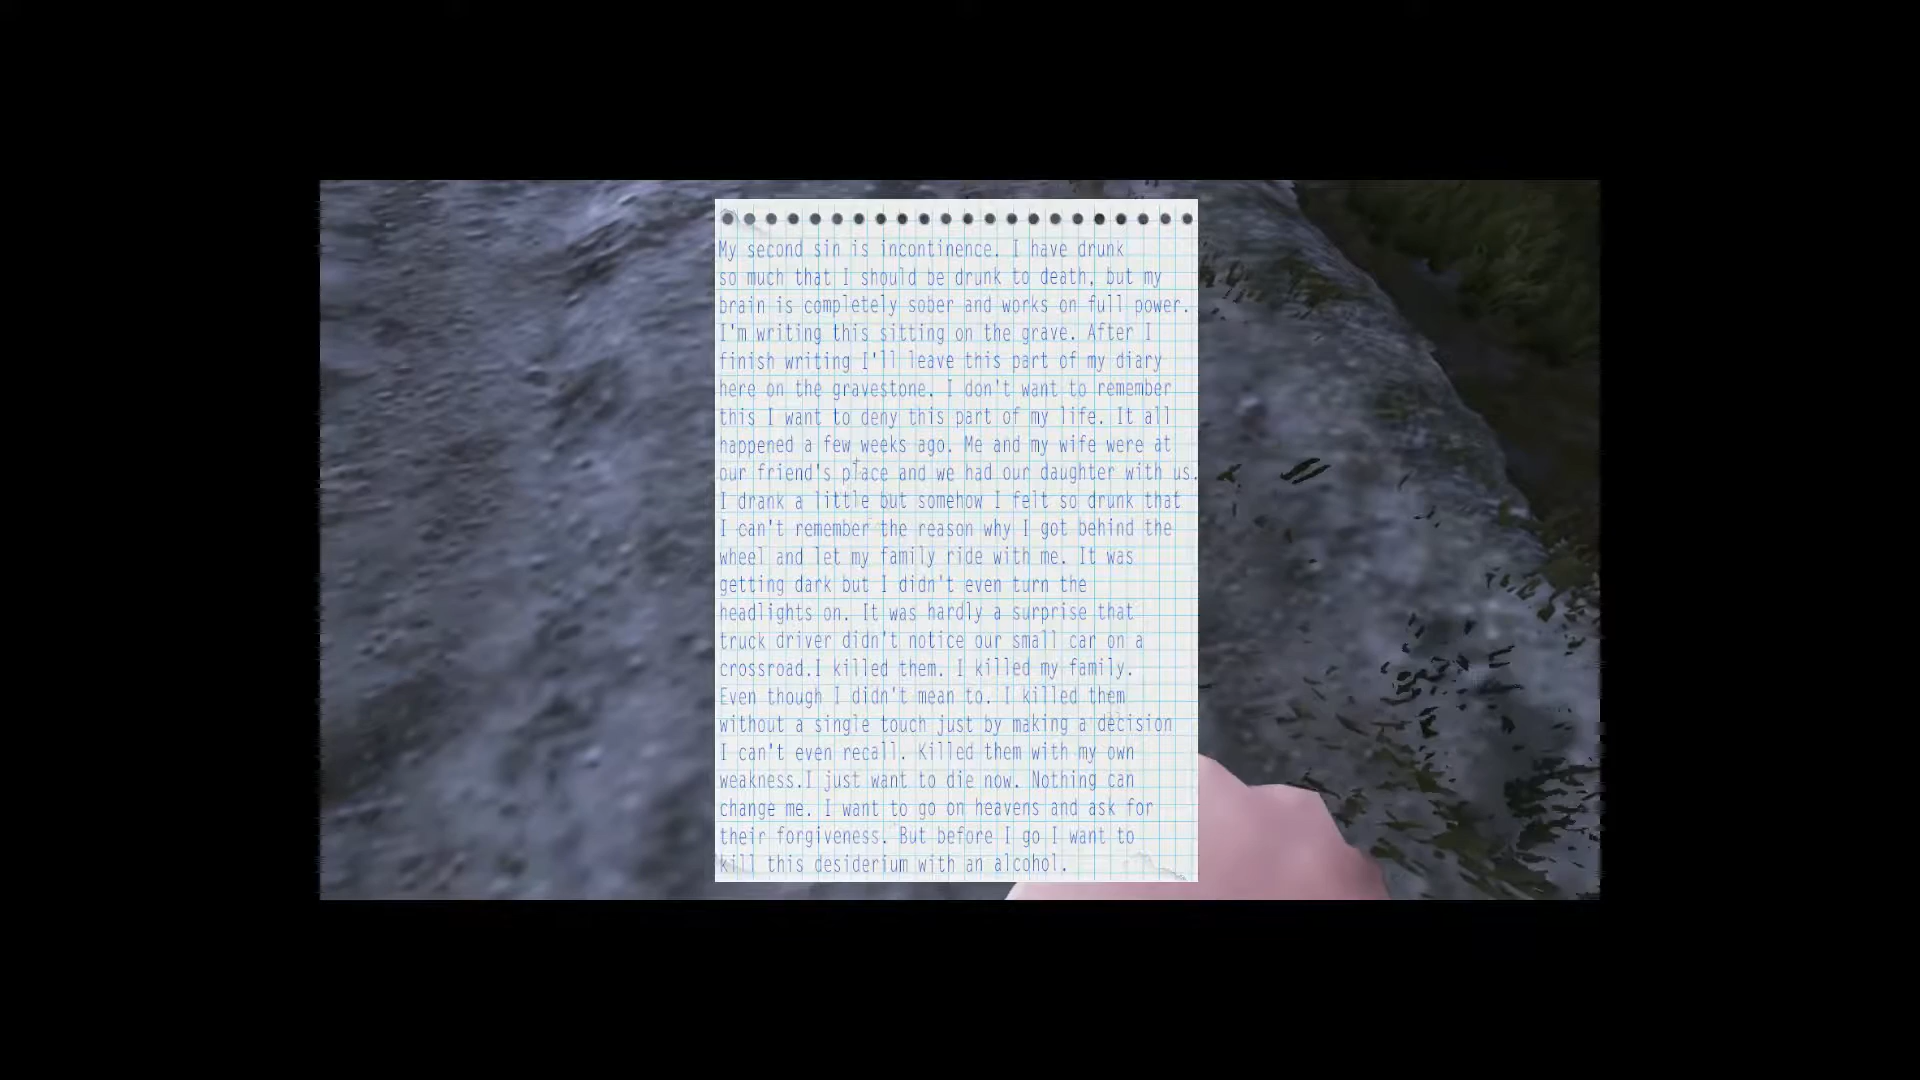 My second sin is incontinence. I have drunk
so much that I should be drunk to death, but my
brain is completely sober and works on full power.
I'm writing this sitting on the grave. After I
finish writing I'll leave this part of my diary
here on the gravestone. I don't want to remember
this I want to deny this part of my life. It all
happened a few weeks ago. Me and my wife were at
our friend's place and we had our daughter with us.
I drank a little but somehow I felt so drunk that
I can't remember the reason why I got behind the
wheel and let my family ride with me. It was
getting dark but I didn't even turn the
headlights on. It was hardly a surprise that
truck driver didn't notice our small car on a
crossroad.I killed them. I killed my family.
Even though I didn't mean to. I killed them
without a single touch just by making a decision
I can't even recall. Killed them with my own
weakness.I just want to die now. Nothing can
change me. I want to go on heavens and ask for
their forgiveness. But before I go I want to
kill this desiderium with an alcohol.